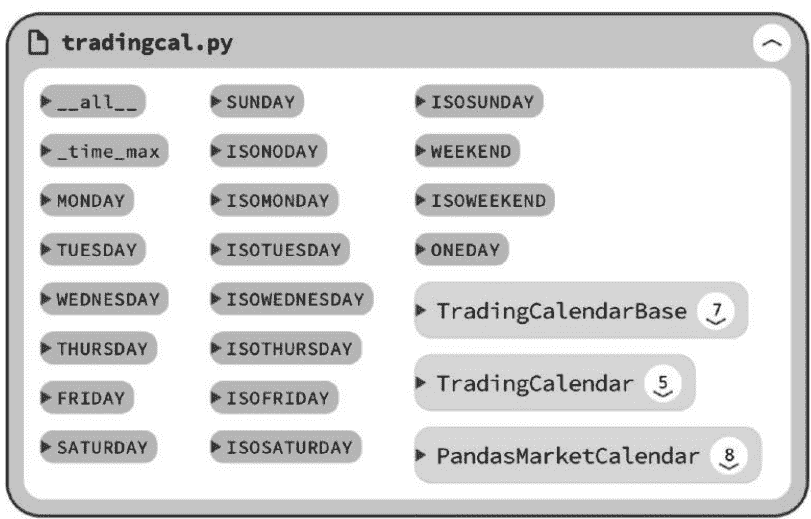 tradingcal.py
__all__
_time_max
MONDAY
TUESDAY
WEDNESDAY
THURSDAY
FRIDAY
SATURDAY
SUNDAY
ISONODAY
ISOMONDAY
ISOTUESDAY
ISOWEDNESDAY
ISOTHURSDAY
ISOFRIDAY
ISOSATURDAY
ISOSUNDAY
WEEKEND
ISOWEEKEND
ONEDAY
TradingCalendarBase 7
TradingCalendar 5
PandasMarketCalendar 8